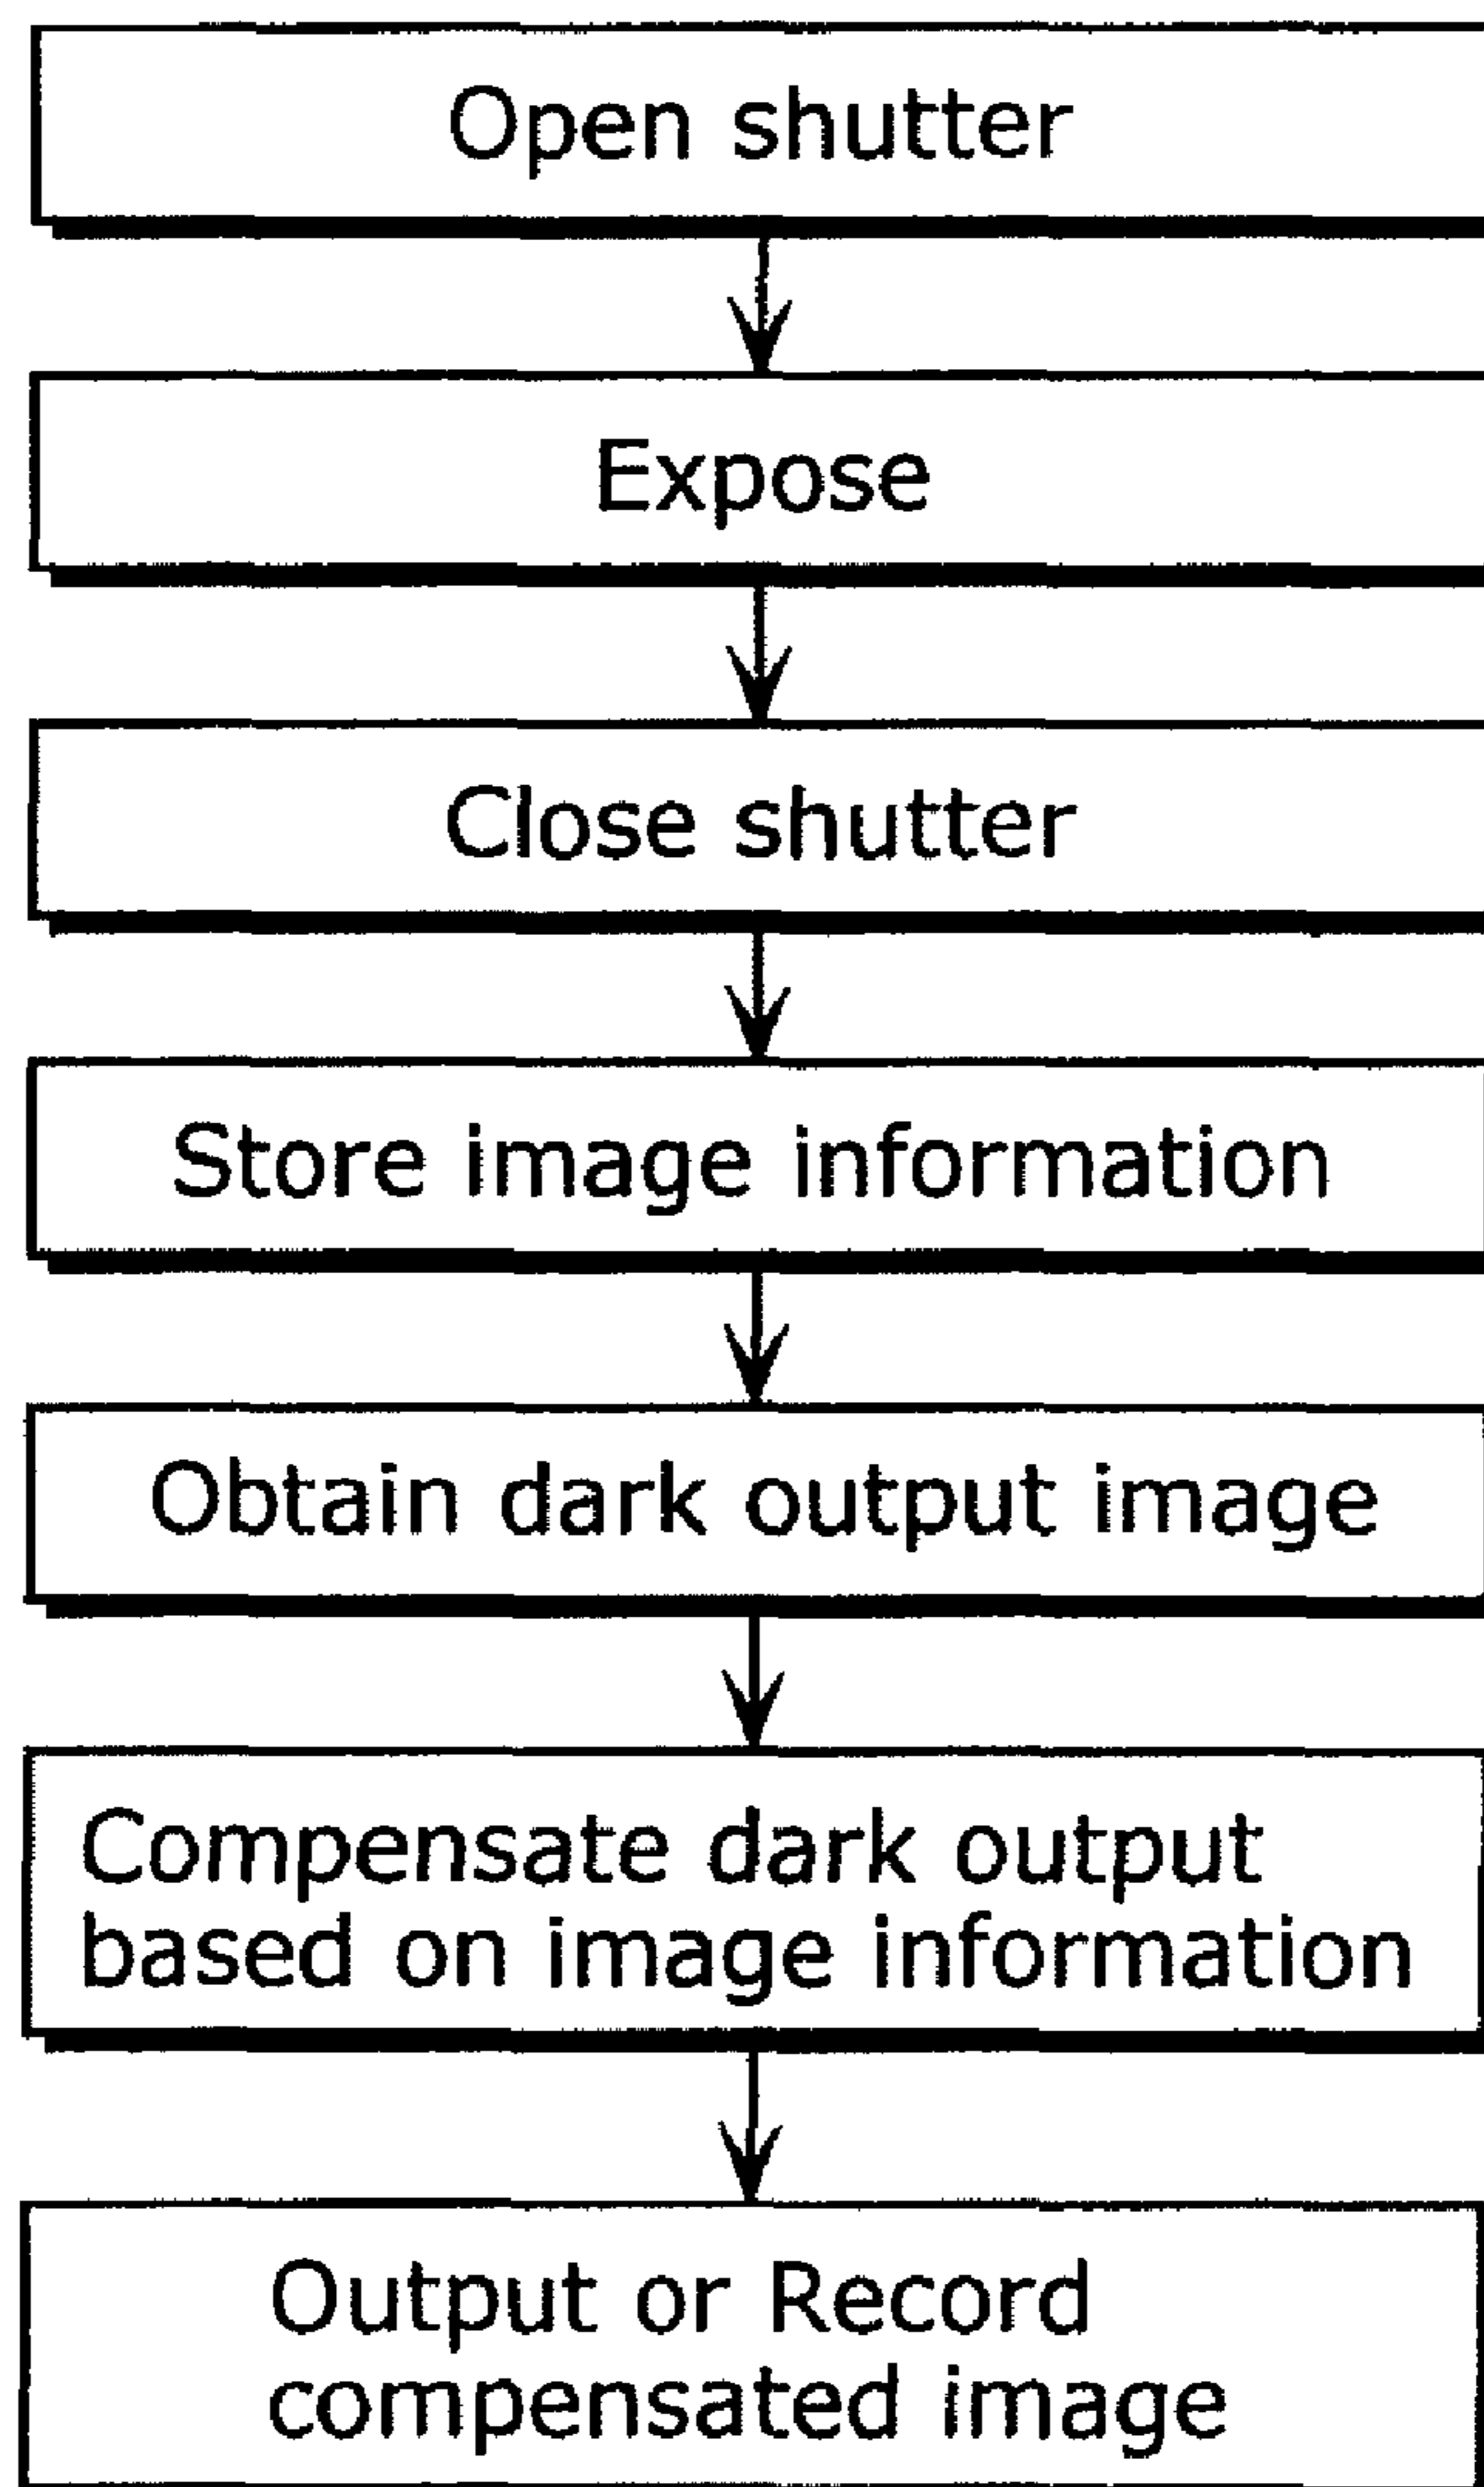 Open shutter
Expose
Close shutter
Store image information
Obtain dark output image
Compensate dark output
based on image information
Output or Record
compensated image